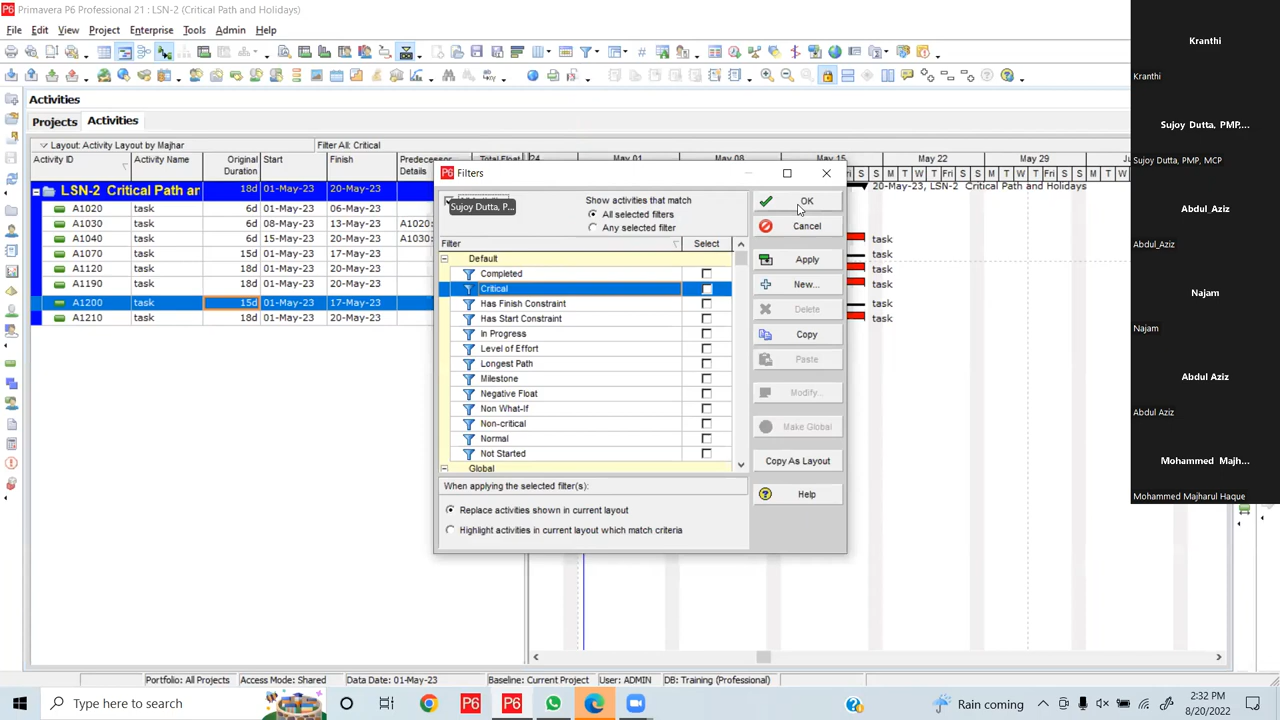 Primavera P6 Professional 21 : LSN-2 (Critical Path and Holidays)
File Edit View Project Enterprise Tools Admin Help
Activities
Projects Activities
Layout: Activity Layout by Majhar Filter All: Critical
Activity ID Activity Name Original Duration Start Finish Predecessor Details Total Float
LSN-2 Critical Path ar 18d 01-May-23 20-May-23
A1020 task 6d 01-May-23 06-May-23
A1030 task 6d 08-May-23 13-May-23 A1020:
A1040 task 6d 15-May-23 20-May-23 A1030:
A1070 task 15d 01-May-23 17-May-23
A1120 task 18d 01-May-23 20-May-23
A1190 task 18d 01-May-23 20-May-23
A1200 task 15d 01-May-23 17-May-23
A1210 task 18d 01-May-23 20-May-23
24 May 01 May 08 May 15 May 22 May 29
S S M T W T Fri S S M T W T Fri S S M T W T
20-May-23, LSN-2 Critical Path and Holidays
task
task
task
task
task
Filters
Sujoy Dutta, P...
Show activities that match
All selected filters
Any selected filter
Filter Select
Default
Completed
Critical
Has Finish Constraint
Has Start Constraint
In Progress
Level of Effort
Longest Path
Milestone
Negative Float
Non What-If
Non-critical
Normal
Not Started
Global
When applying the selected filter(s):
Replace activities shown in current layout
Highlight activities in current layout which match criteria
OK
Cancel
Apply
New...
Delete
Copy
Paste
Modify...
Make Global
Copy As Layout
Help
Kranthi
Kranthi
Sujoy Dutta, PMP,...
Sujoy Dutta, PMP, MCP
Abdul_Aziz
Abdul_Aziz
Najam
Najam
Abdul Aziz
Abdul Aziz
Mohammed Majh...
Mohammed Majharul Haque
Portfolio: All Projects Access Mode: Shared Data Date: 01-May-23 Baseline: Current Project User: ADMIN DB: Training (Professional)
Type here to search
Rain coming
2:32 PM
8/20/2022